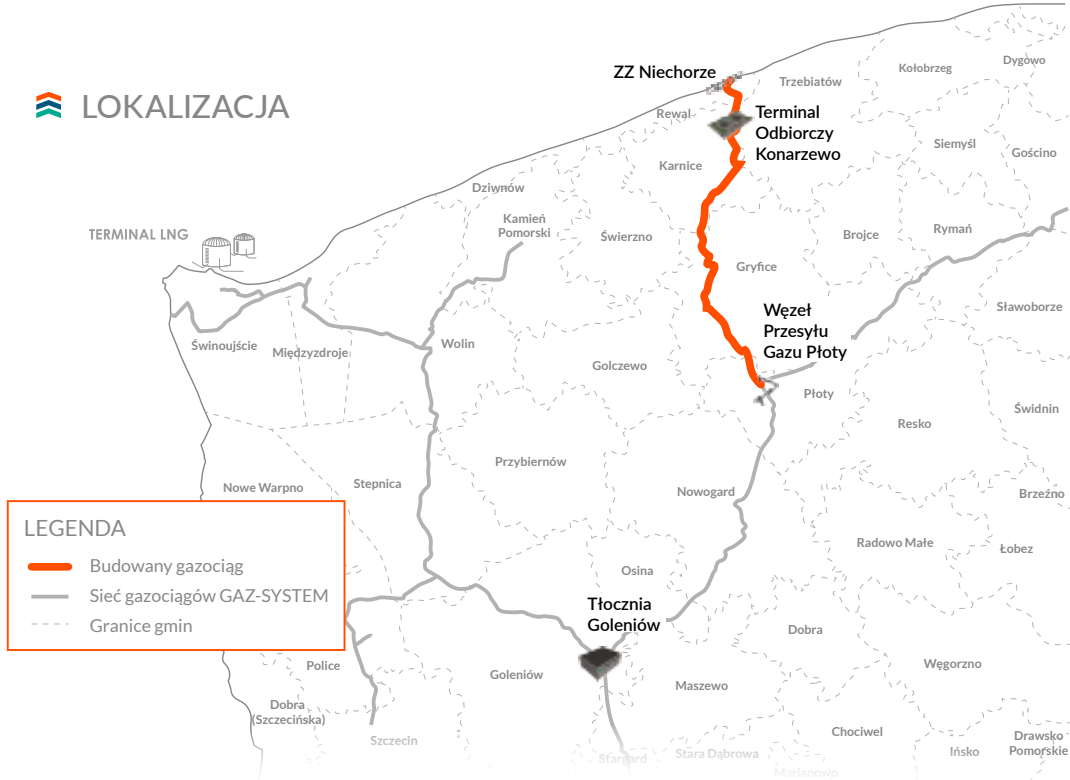 LOKALIZACJA
ZZ Niechorze
Trzebiatów
Kołobrzeg
Dygowo
Rewal
Terminal
Odbiorczy
Konarzewo
Siemyśl
Gościno
Karnice
Dziwnów
Kamień
Pomorski
TERMINAL LNG
Świerzno
Brojce
Rymań
Gryfice
Sławoborze
Węzeł
Przesyłu
Gazu Płoty
Świnoujście
Międzyzdroje
Wolin
Golczewo
Płoty
Świdnin
Resko
Przybiernów
Nowe Warpno
Stepnica
Nowogard
Brzeźno
LEGENDA
Budowany gazociąg
Sieć gazociągów GAZ-SYSTEM
Granice gmin
Radowo Małe
Łobez
Osina
Tłocznia
Goleniów
Dobra
Police
Goleniów
Węgorzno
Maszewo
Dobra
(Szczecińska)
Szczecin
Chociwel
Drawsko
Pomorskie
Ińsko
Stargard
Stara Dąbrowa
Marianowo